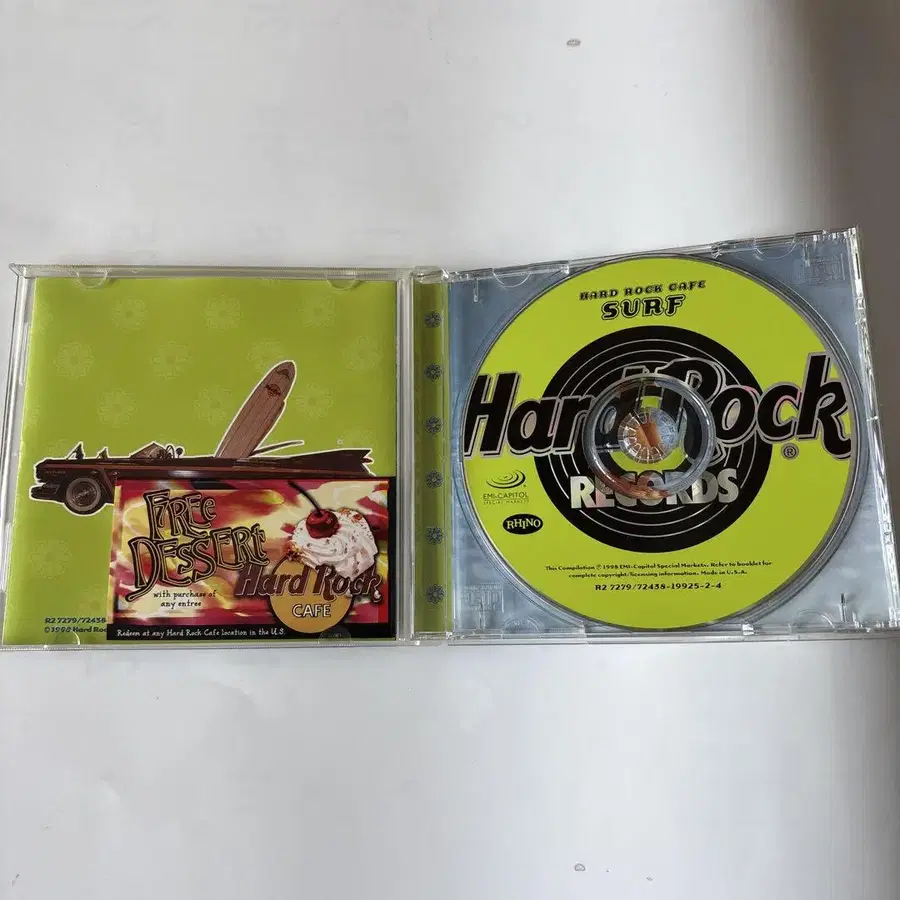 FREE
DESSERT
with purchase of
any entree
Hard Rock
CAFE
Redeem at any Hard Rock Cafe location in the U.S.
R2 7279/72438
©1998 Hard Roc
HARD ROCK CAFE
SURF
Hard Rock
®
RECORDS
EMI-CAPITOL
SPECIAL MARKETS
RHINO
This Compilation ℗ 1998 EMI-Capitol Special Markets. Refer to booklet for
complete copyright/licensing information. Made in U.S.A.
R2 7279/72438-19925-2-4